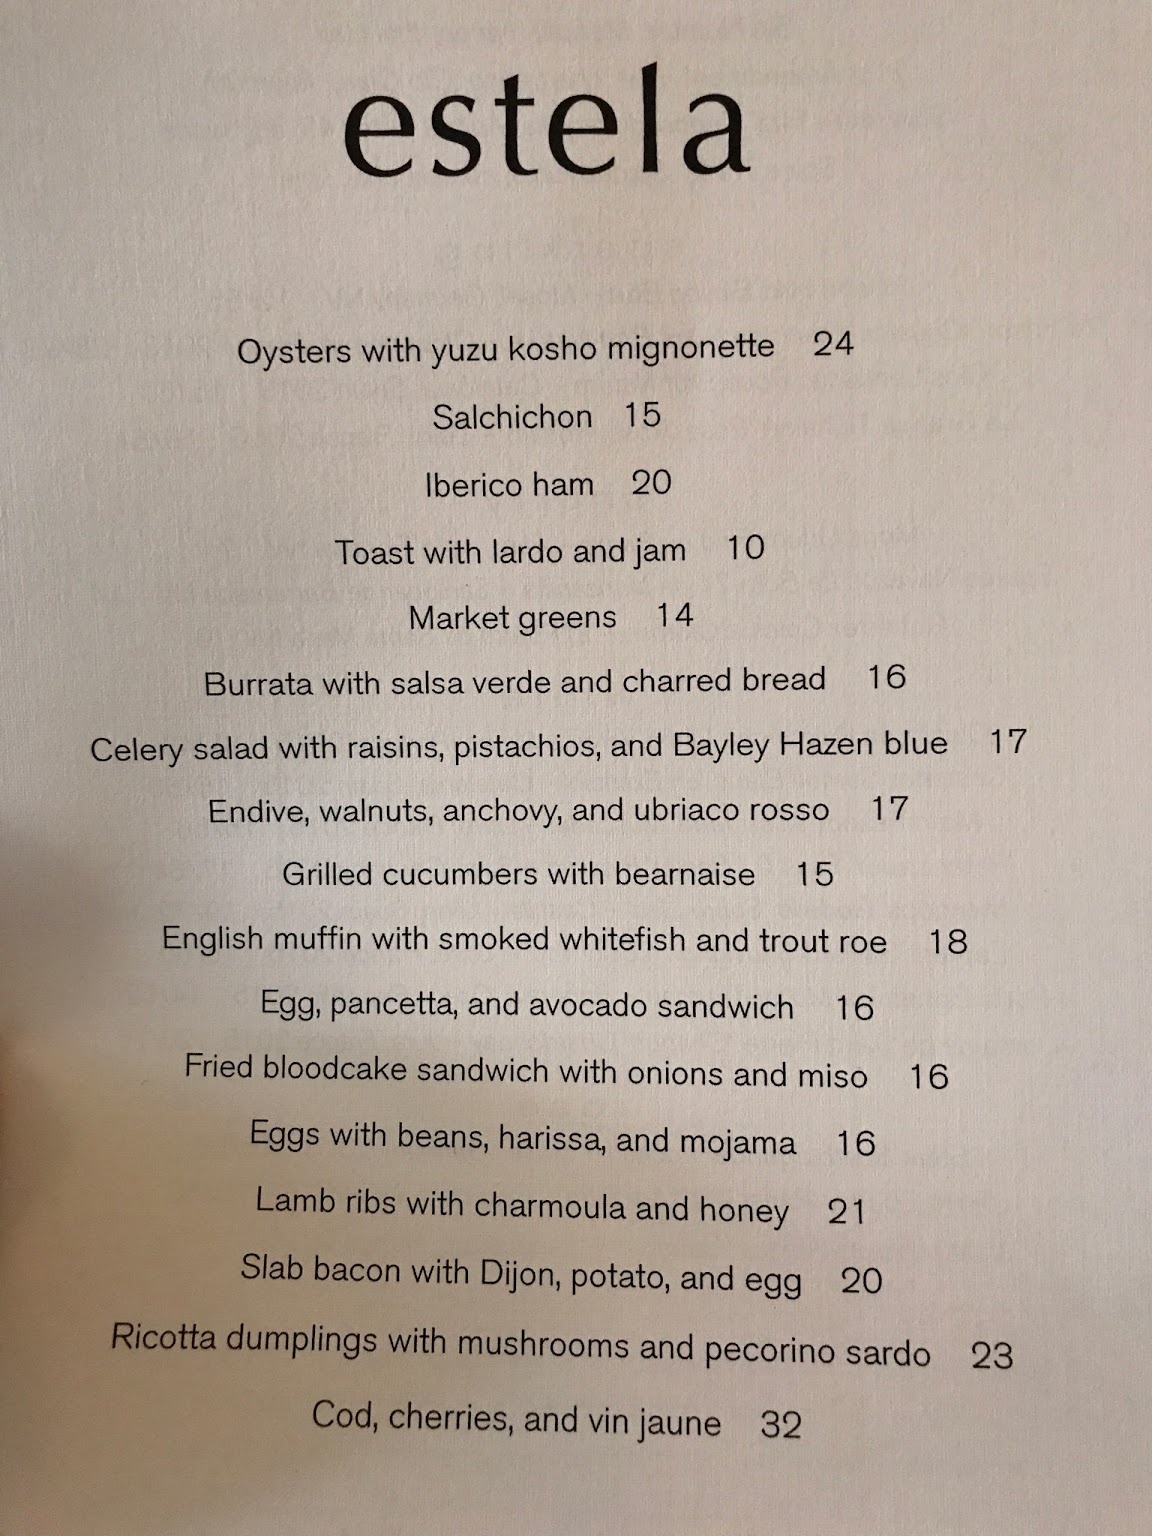 estela
Oysters with yuzu kosho mignonette 24
Salchichon 15
Iberico ham 20
Toast with lardo and jam 10
Market greens 14
Burrata with salsa verde and charred bread 16
Celery salad with raisins, pistachios, and Bayley Hazen blue 17
Endive, walnuts, anchovy, and ubriaco rosso 17
Grilled cucumbers with bearnaise 15
English muffin with smoked whitefish and trout roe 18
Egg, pancetta, and avocado sandwich 16
Fried bloodcake sandwich with onions and miso 16
Eggs with beans, harissa, and mojama 16
Lamb ribs with charmoula and honey 21
Slab bacon with Dijon, potato, and egg 20
Ricotta dumplings with mushrooms and pecorino sardo 23
Cod, cherries, and vin jaune 32